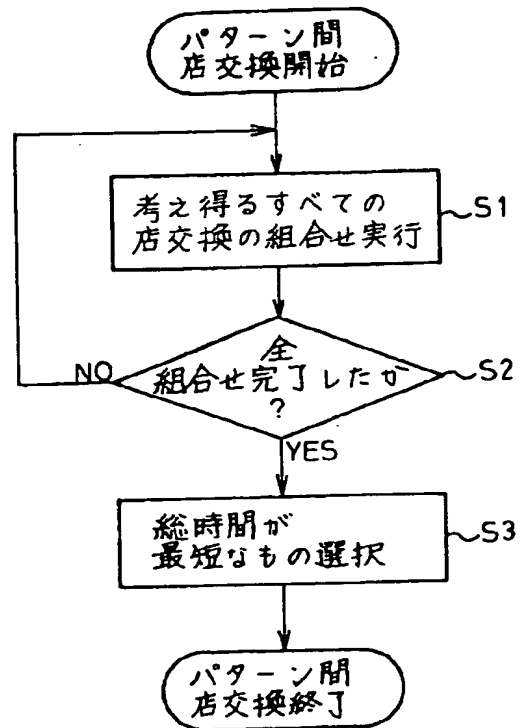 パターン間
店交換開始
考え得るすべての
店交換の組合せ実行
S1
全
組合せ完了したか
?
S2
NO
YES
総時間が
最短なもの選択
S3
パターン間
店交換終了